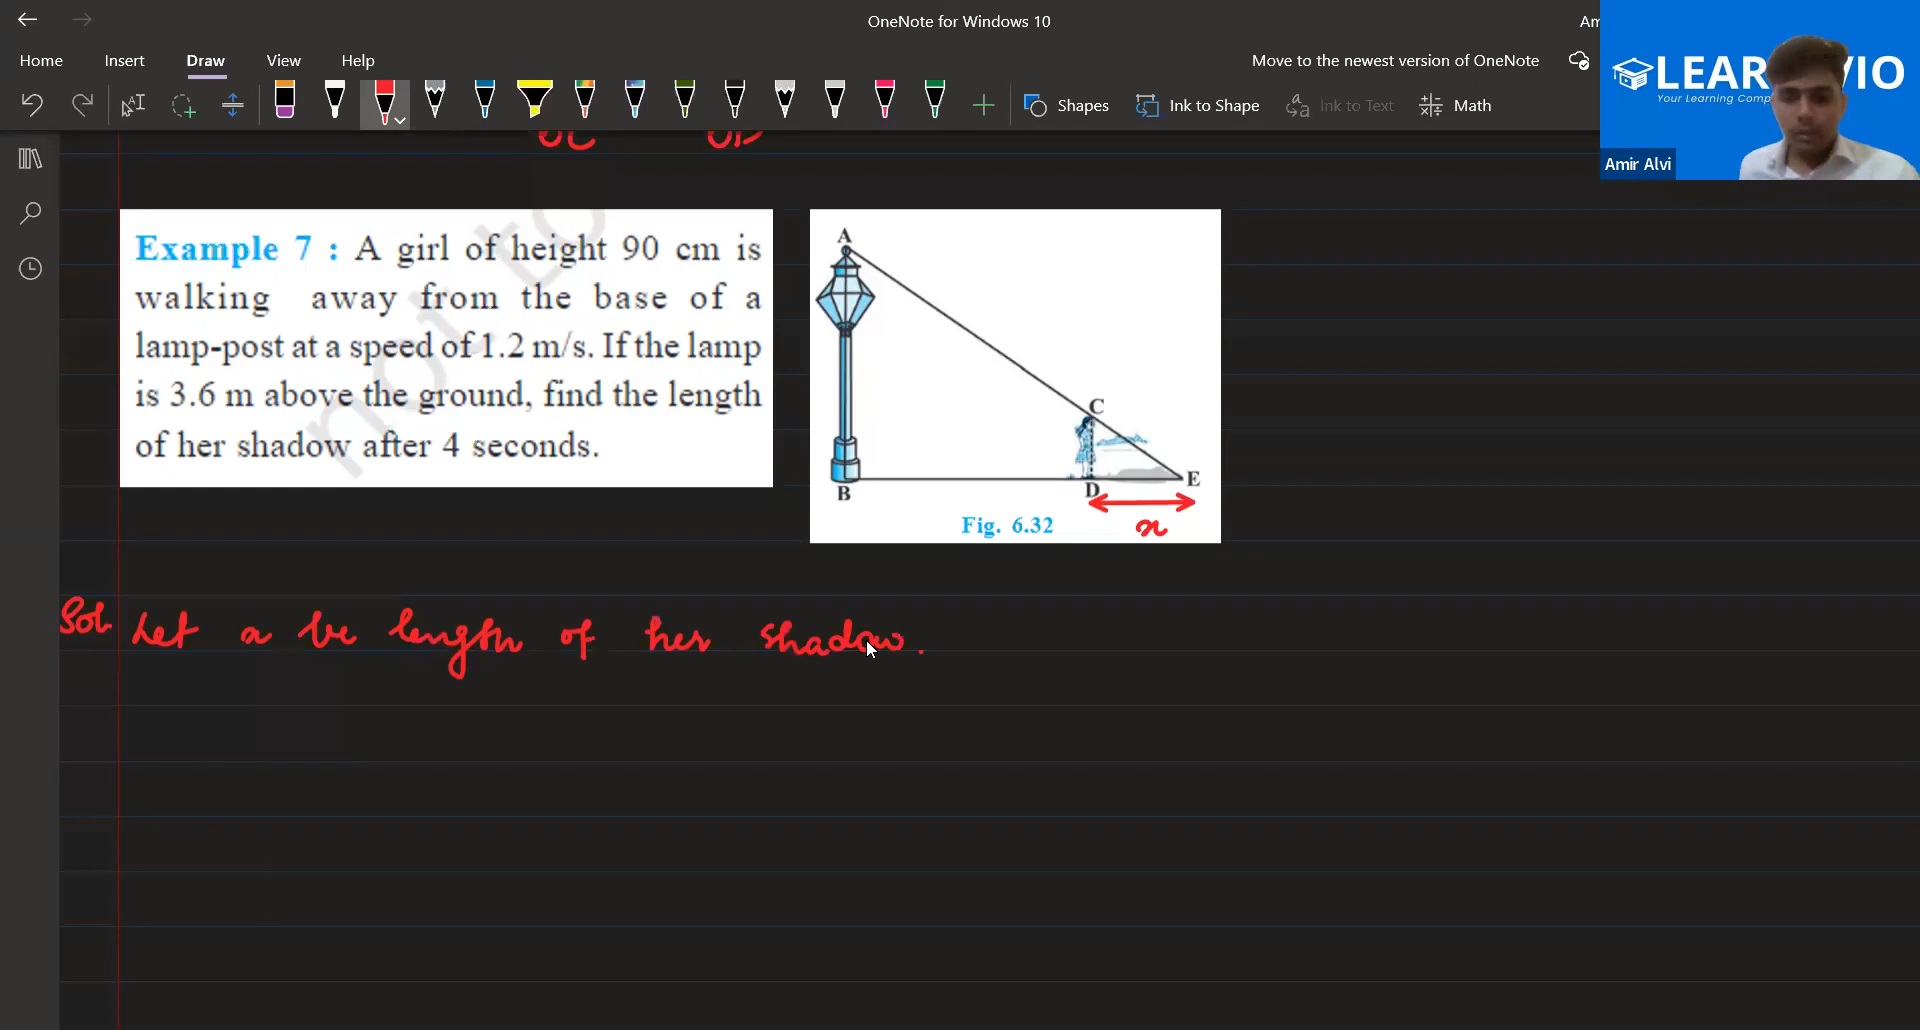 OneNote for Windows 10
Am
Home Insert Draw View Help
Move to the newest version of OneNote
Shapes Ink to Shape Ink to Text Math
LEAR VIO
Your Learning Comp
Amir Alvi
Example 7 : A girl of height 90 cm is
walking away from the base of a
lamp-post at a speed of 1.2 m/s. If the lamp
is 3.6 m above the ground, find the length
of her shadow after 4 seconds.
not to
A
C
B
D
E
x
Fig. 6.32
Sol. Let x be length of her shadow.